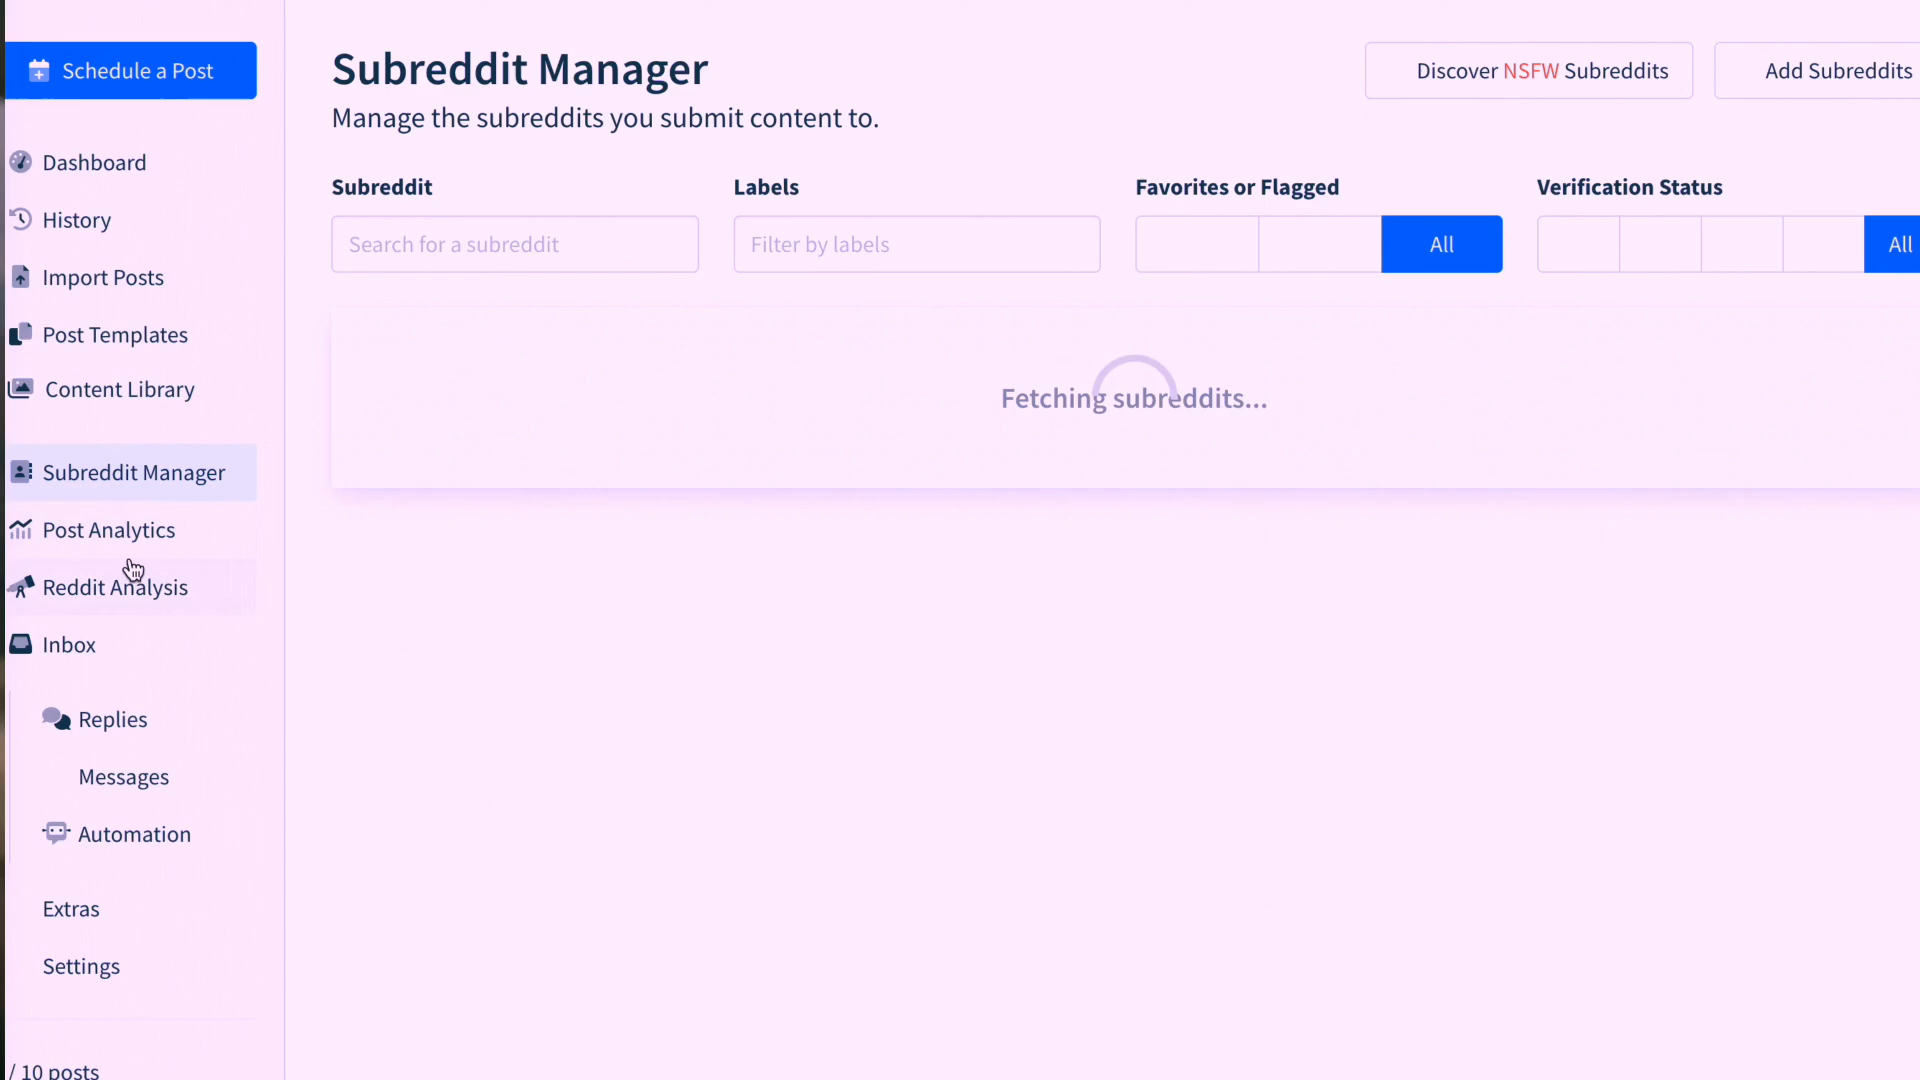 Schedule a Post
Dashboard
History
Import Posts
Post Templates
Content Library
Subreddit Manager
Post Analytics
Reddit Analysis
Inbox
Replies
Messages
Automation
Extras
Settings
/ 10 posts
Subreddit Manager
Manage the subreddits you submit content to.
Discover NSFW Subreddits
Add Subreddits
Subreddit
Labels
Favorites or Flagged
Verification Status
Search for a subreddit
Filter by labels
All
All
Fetching subreddits...